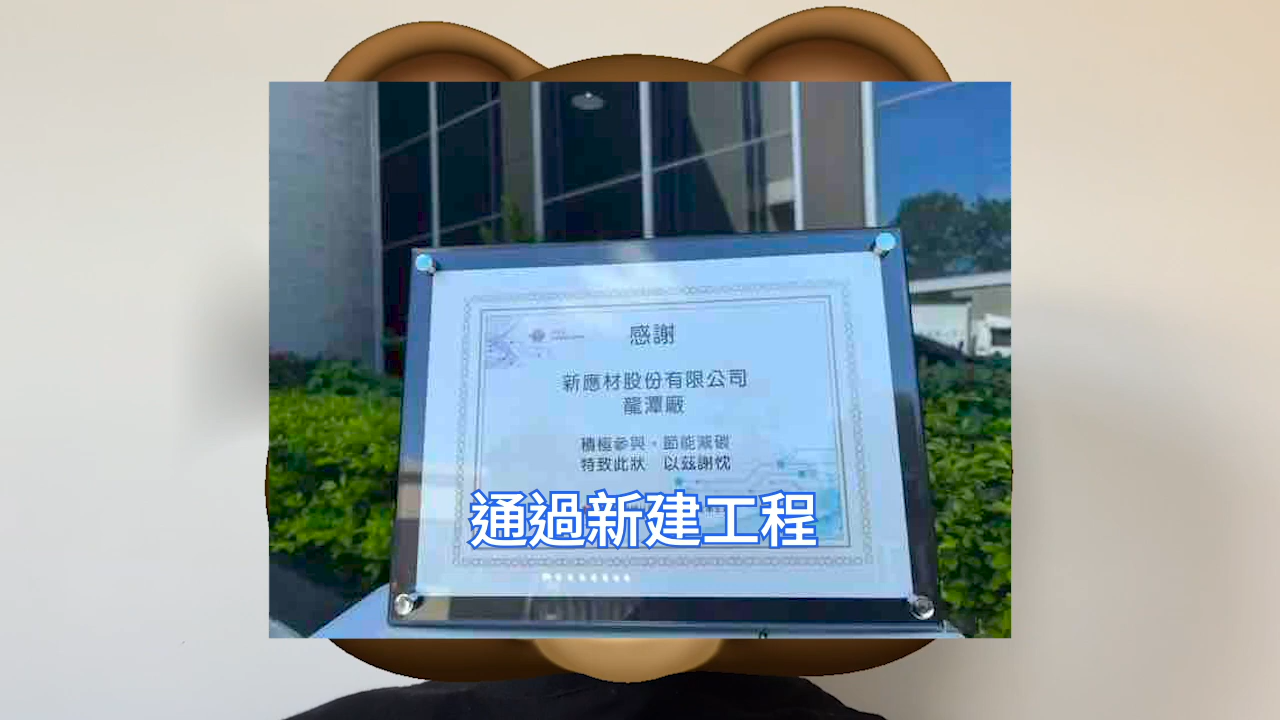 感謝
新應材股份有限公司
龍潭廠
積極參與，節能減碳
特致此狀 以茲謝忱
通過新建工程